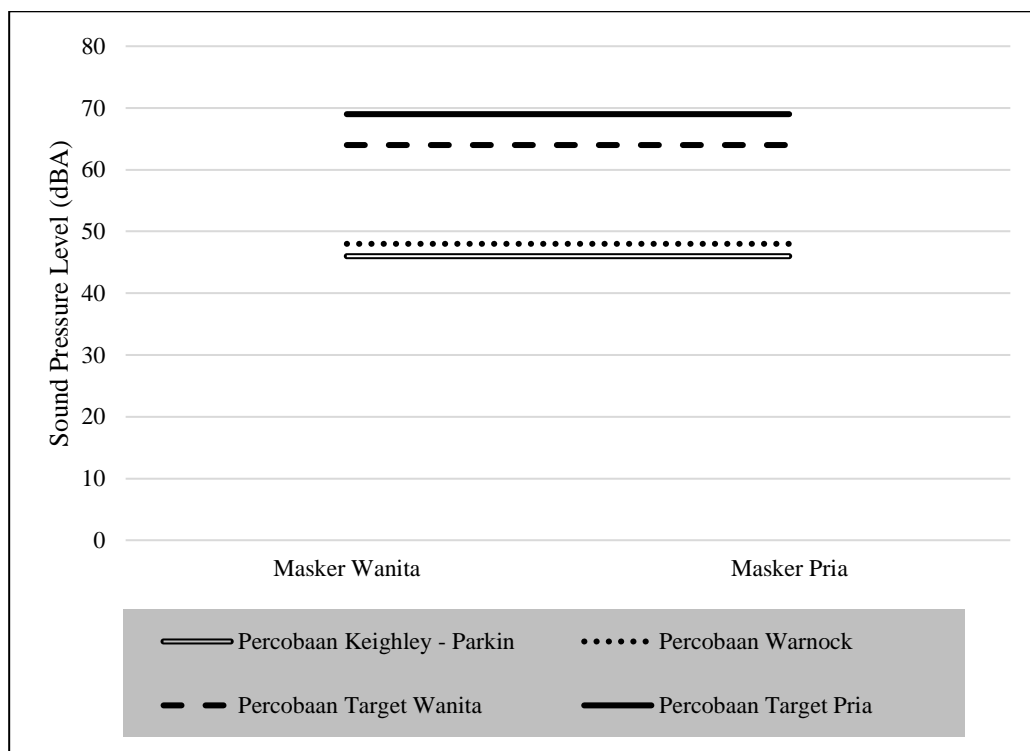 Sound Pressure Level (dBA)
80
70
60
50
40
30
20
10
0
Masker Wanita
Masker Pria
Percobaan Keighley - Parkin
Percobaan Warnock
Percobaan Target Wanita
Percobaan Target Pria